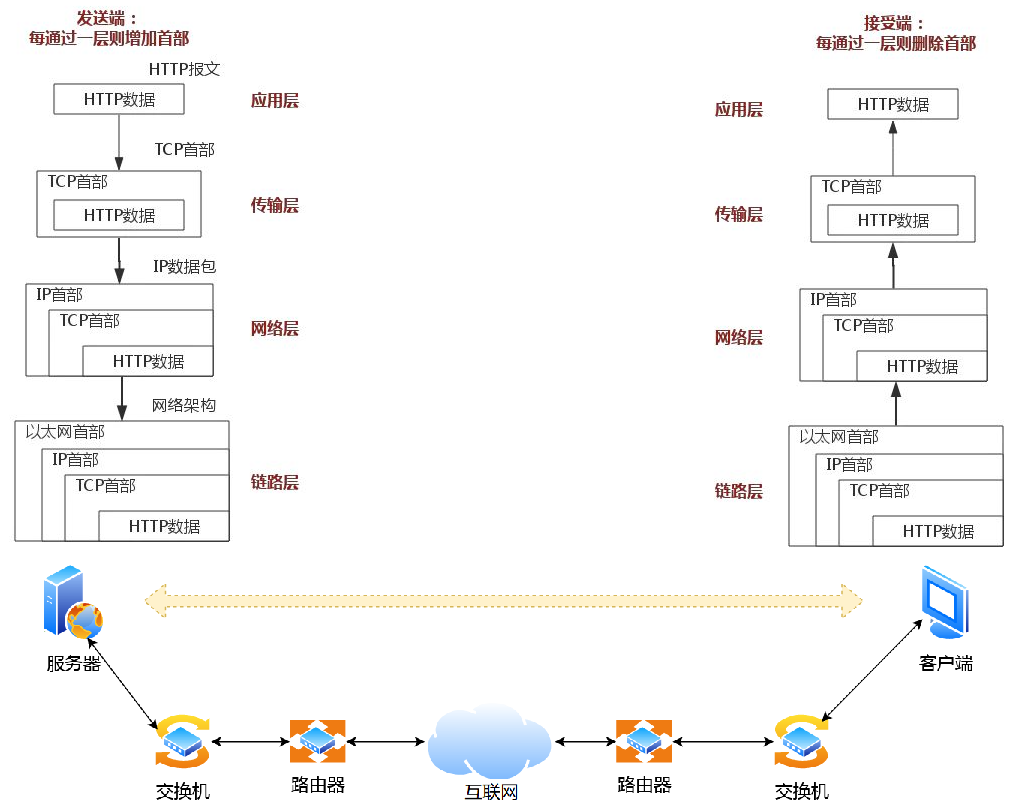 发送端：
每通过一层则增加首部
HTTP报文
HTTP数据
应用层
TCP首部
TCP首部
HTTP数据
传输层
IP数据包
IP首部
TCP首部
HTTP数据
网络层
网络架构
以太网首部
IP首部
TCP首部
HTTP数据
链路层
接受端：
每通过一层则删除首部
应用层
HTTP数据
传输层
TCP首部
HTTP数据
网络层
IP首部
TCP首部
HTTP数据
链路层
以太网首部
IP首部
TCP首部
HTTP数据
服务器
客户端
交换机
路由器
互联网
路由器
交换机